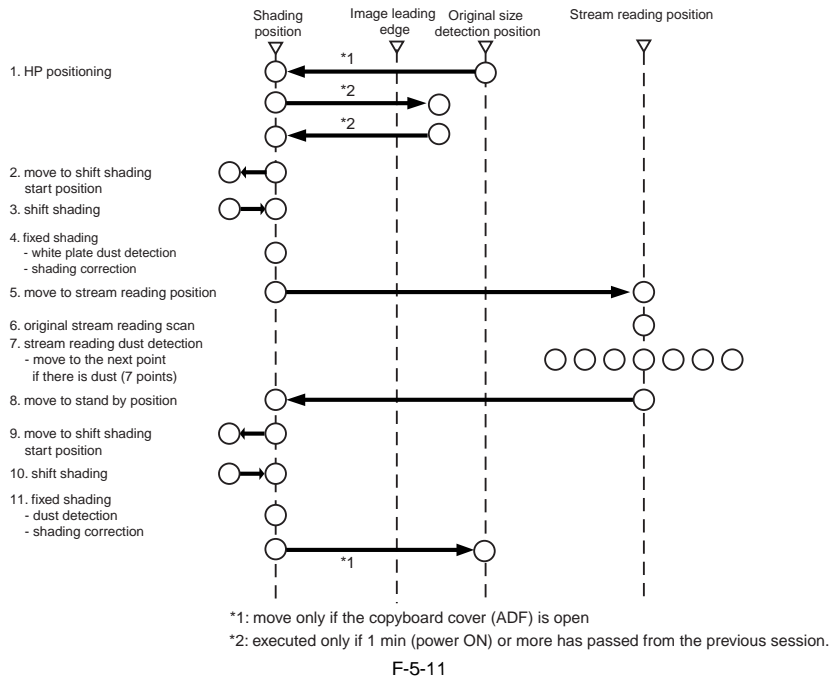 Shading
position
Image leading
edge
Original size
detection position
Stream reading position
1. HP positioning
*1
*2
*2
2. move to shift shading
start position
3. shift shading
4. fixed shading
- white plate dust detection
- shading correction
5. move to stream reading position
6. original stream reading scan
7. stream reading dust detection
- move to the next point
if there is dust (7 points)
8. move to stand by position
9. move to shift shading
start position
10. shift shading
11. fixed shading
- dust detection
- shading correction
*1
*1: move only if the copyboard cover (ADF) is open
*2: executed only if 1 min (power ON) or more has passed from the previous session.
F-5-11